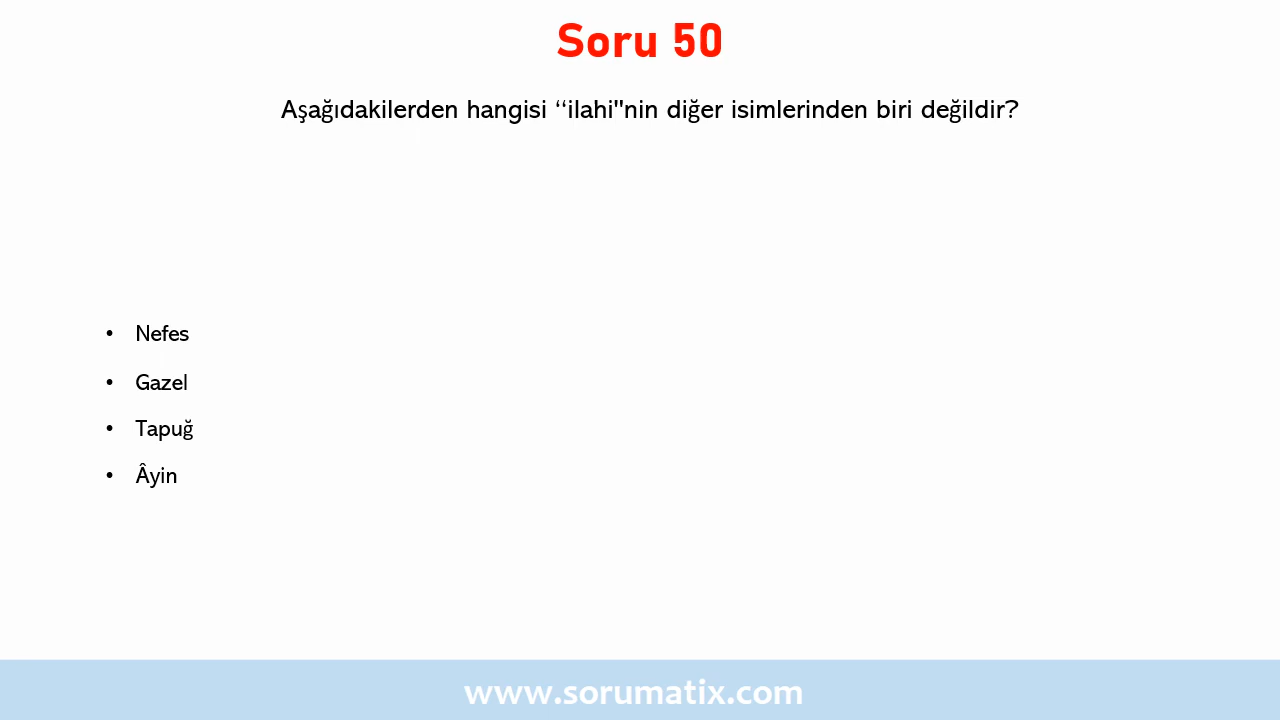 Soru 50
Aşağıdakilerden hangisi “ilahi"nin diğer isimlerinden biri değildir?
• Nefes
• Gazel
• Tapuğ
• Âyin
www.sorumatix.com